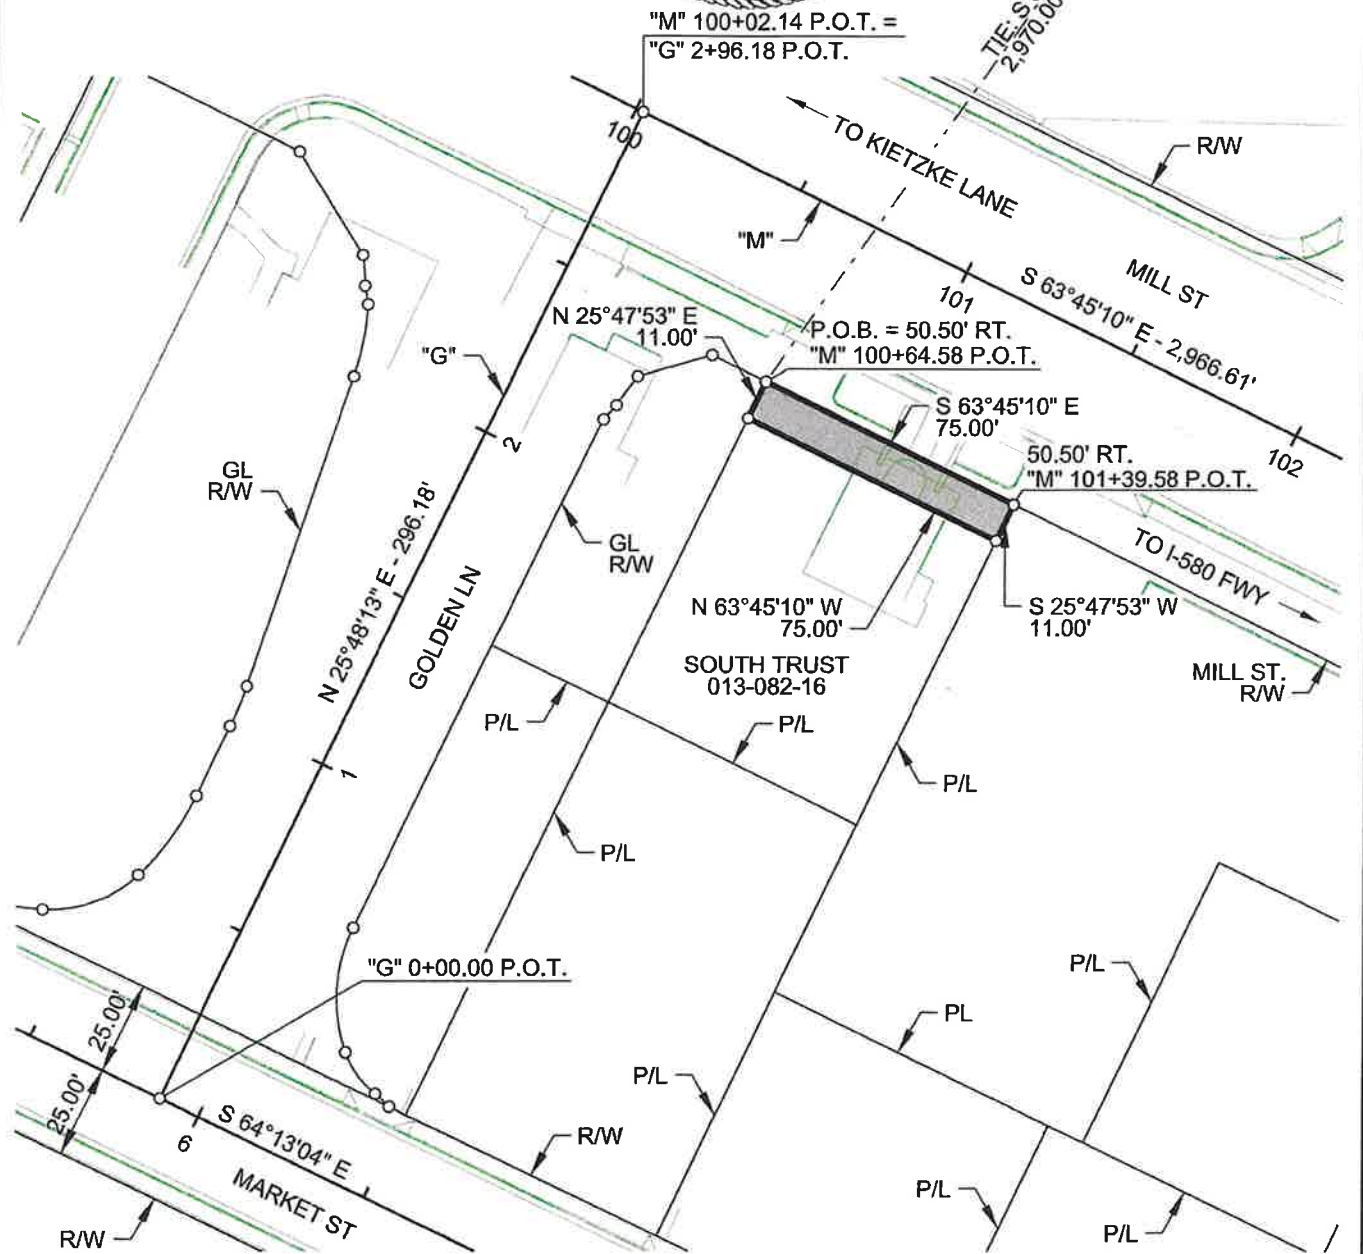 "M" 100+02.14 P.O.T. =
"G" 2+96.18 P.O.T.
TIE: S.
2,970.00
100
TO KIETZKE LANE
R/W
"M"
MILL ST
101
S 63°45'10" E - 2,966.61'
N 25°47'53" E
11.00'
P.O.B. = 50.50' RT.
"M" 100+64.58 P.O.T.
"G"
S 63°45'10" E
75.00'
2
102
50.50' RT.
"M" 101+39.58 P.O.T.
GL
R/W
N 25°48'13" E - 296.18'
GL
R/W
TO I-580 FWY
GOLDEN LN
N 63°45'10" W
75.00'
S 25°47'53" W
11.00'
SOUTH TRUST
013-082-16
MILL ST.
R/W
P/L
P/L
1
P/L
P/L
"G" 0+00.00 P.O.T.
P/L
25.00'
PL
25.00'
P/L
6
S 64°13'04" E
R/W
MARKET ST
P/L
R/W
P/L